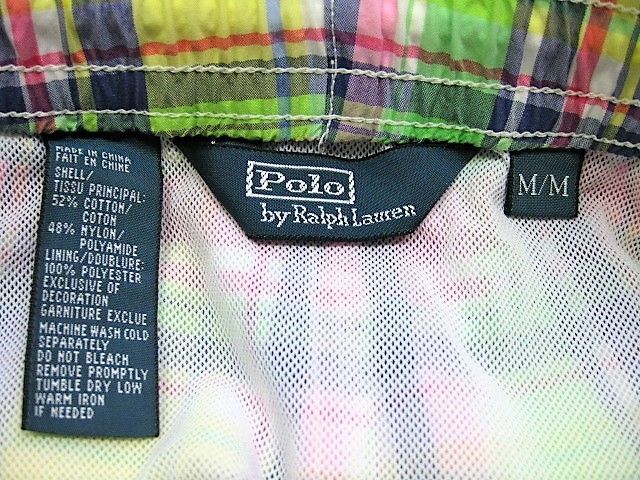 MADE IN CHINA
FAIT EN CHINE
SHELL/
TISSU PRINCIPAL:
52% COTTON/
COTON
48% NYLON/
POLYAMIDE
LINING/DOUBLURE:
100% POLYESTER
EXCLUSIVE OF
DECORATION
GARNITURE EXCLUE
MACHINE WASH COLD
SEPARATELY
DO NOT BLEACH
REMOVE PROMPTLY
TUMBLE DRY LOW
WARM IRON
IF NEEDED
Polo
by Ralph Lauren
M/M